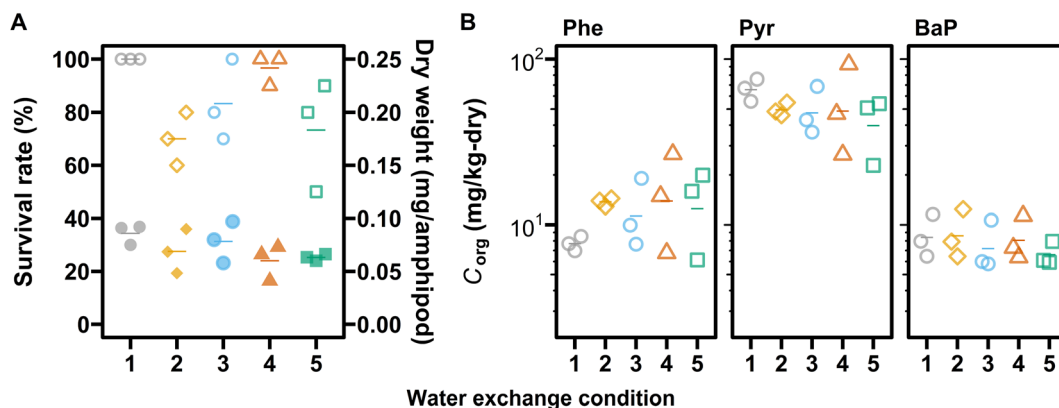 A
Survival rate (%)
100
80
60
40
20
0
0.25
0.20
0.15
0.10
0.05
0.00
Dry weight (mg/amphipod)
1 2 3 4 5
B
Phe Pyr BaP
C org (mg/kg-dry)
10²
10¹
1 2 3 4 5 1 2 3 4 5 1 2 3 4 5
Water exchange condition